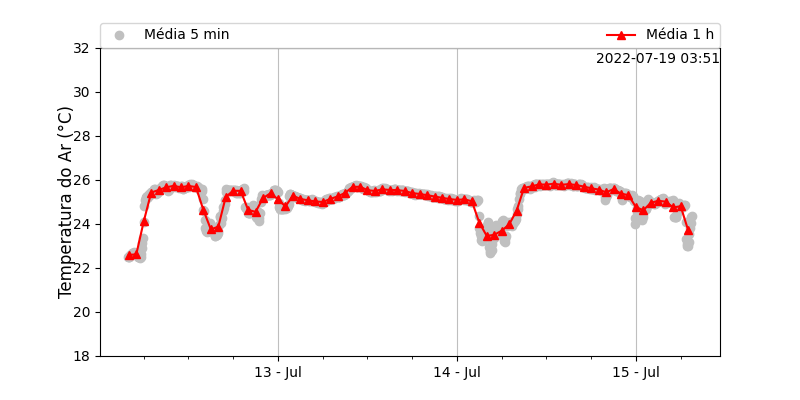 Média 5 min
Média 1 h
2022-07-19 03:51
Temperatura do Ar (°C)
32
30
28
26
24
22
20
18
13 - Jul
14 - Jul
15 - Jul